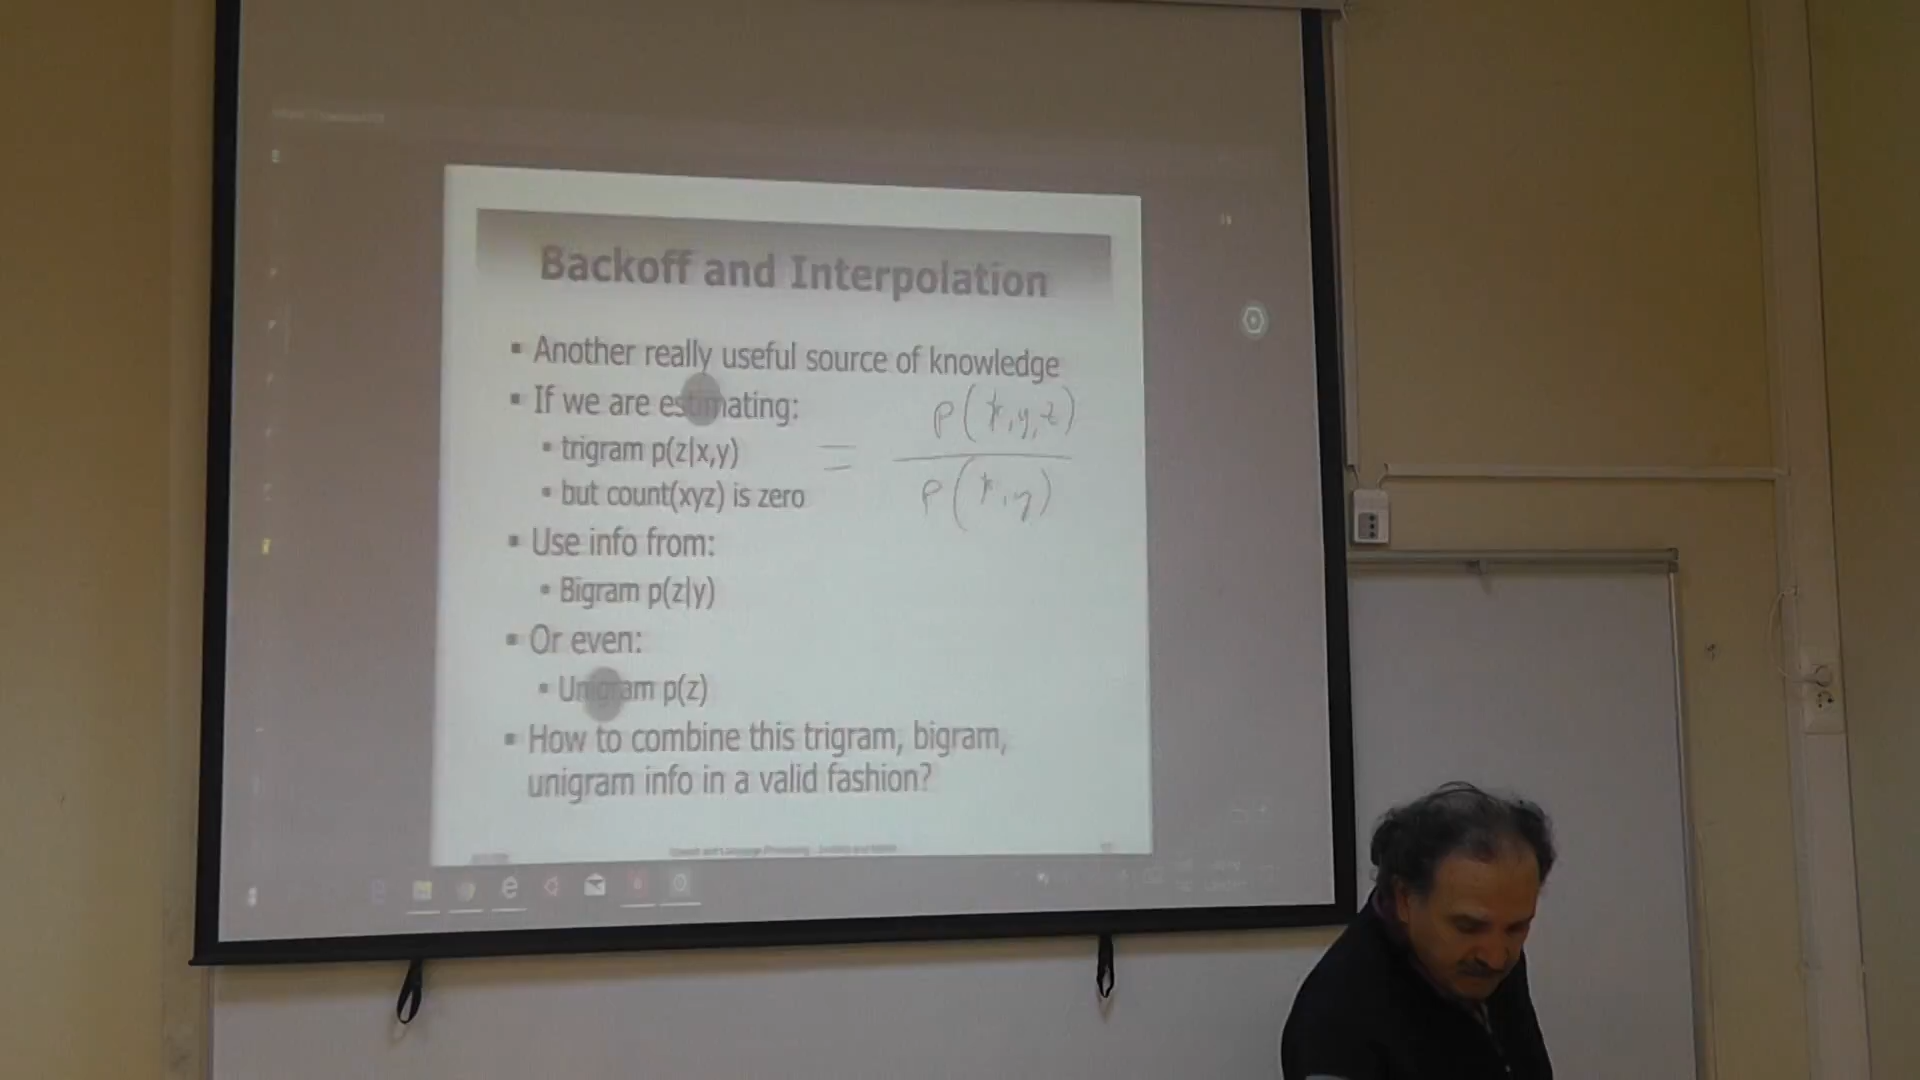 Backoff and Interpolation
▪ Another really useful source of knowledge
▪ If we are estimating:
▪ trigram p(z|x,y)
= P(x,y,z)
P(x,y)
▪ but count(xyz) is zero
▪ Use info from:
▪ Bigram p(z|y)
▪ Or even:
▪ Unigram p(z)
▪ How to combine this trigram, bigram,
unigram info in a valid fashion?